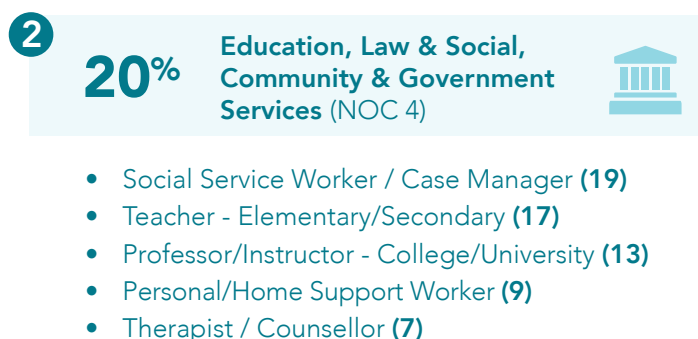 2
20%
Education, Law & Social,
Community & Government
Services (NOC 4)
• Social Service Worker / Case Manager (19)
• Teacher - Elementary/Secondary (17)
• Professor/Instructor - College/University (13)
• Personal/Home Support Worker (9)
• Therapist / Counsellor (7)